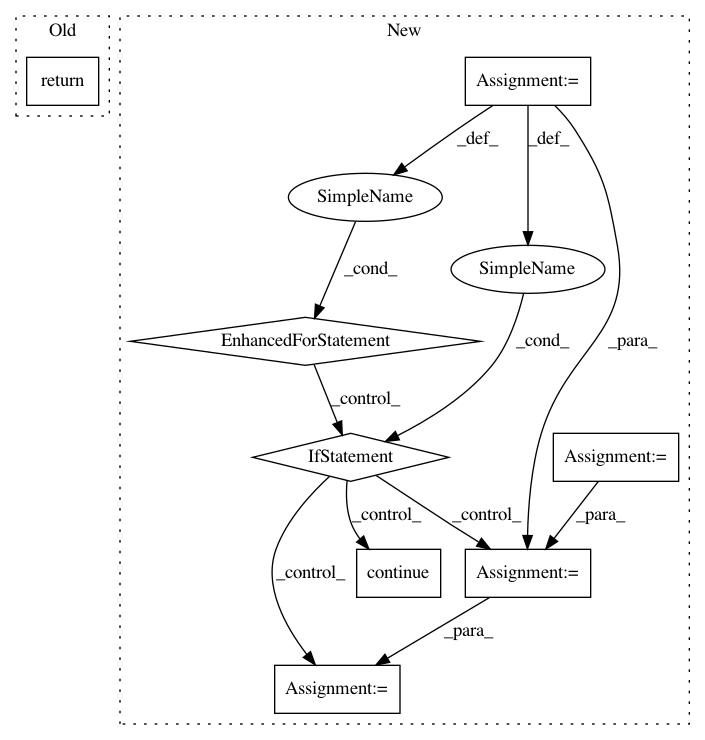 Old
New
return
Assignment:=
_def_
_def_
SimpleName
SimpleName
_cond_
_cond_
_para_
EnhancedForStatement
_control_
IfStatement
Assignment:=
_control_
_control_
_control_
_para_
continue
Assignment:=
_para_
Assignment:=